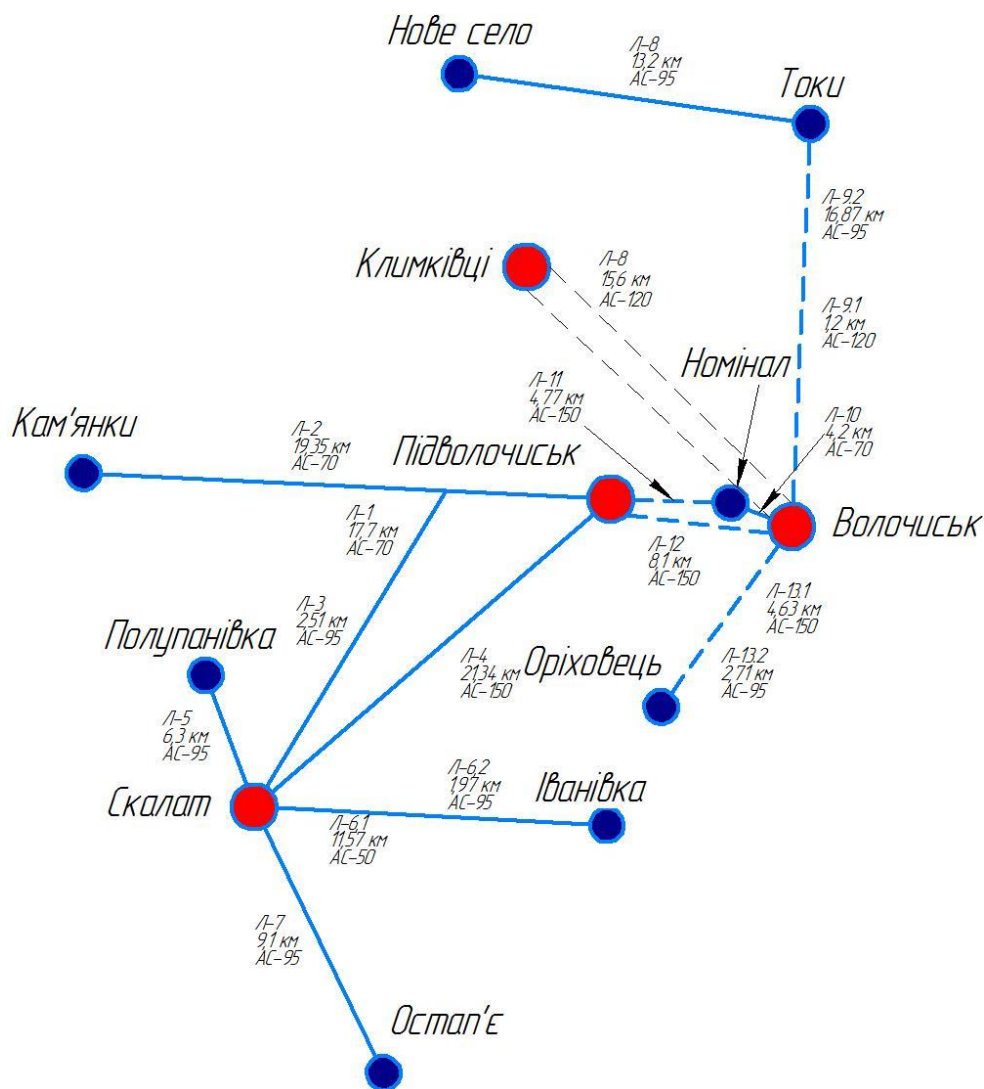 Нове село
Л-8
13,2 км
АС-95
Токи
Л-9.2
16,87 км
АС-95
Климківці
Л-8
15,6 км
АС-120
Л-9.1
1,2 км
АС-120
Номінал
Л-11
4,77 км
АС-150
Л-10
4,2 км
АС-70
Кам'янки
Л-2
19,35 км
АС-70
Підволочиськ
Волочиськ
Л-1
17,7 км
АС-70
Л-12
8,1 км
АС-150
Л-13.1
4,63 км
АС-150
Л-3
2,51 км
АС-95
Полупанівка
Л-4
21,34 км
АС-150
Оріховець
Л-13.2
2,71 км
АС-95
Л-5
6,3 км
АС-95
Скалат
Л-6.2
1,97 км
АС-95
Іванівка
Л-6.1
11,57 км
АС-50
Л-7
9,1 км
АС-95
Остап'є